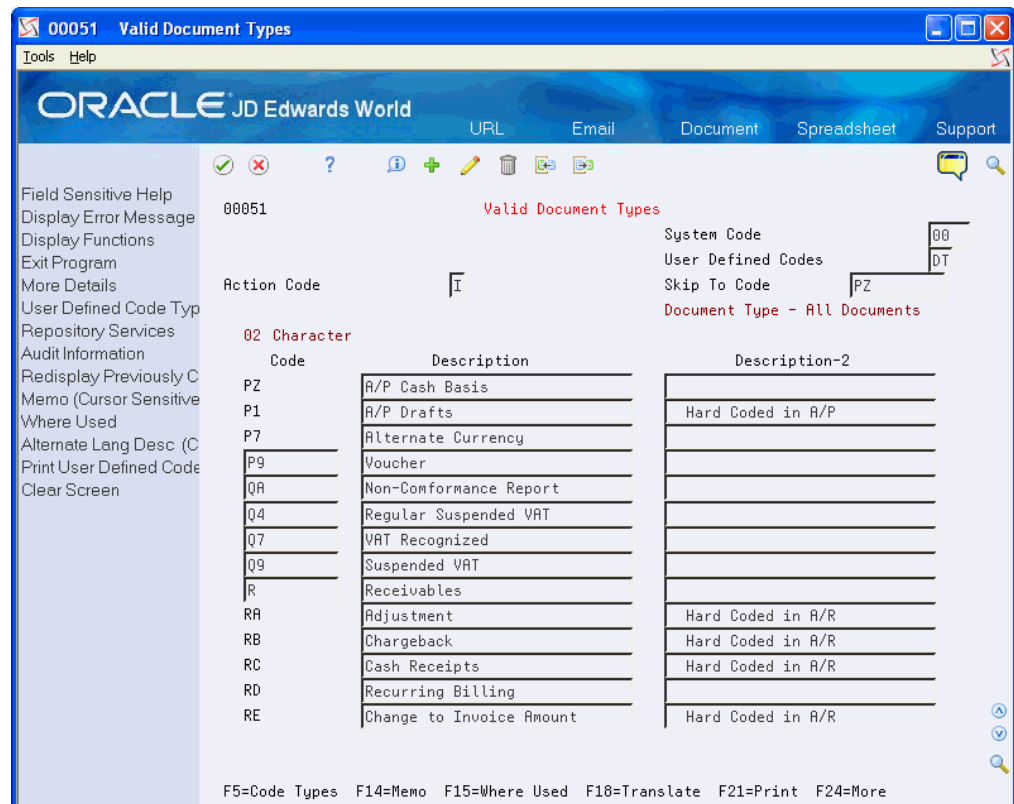 00051 Valid Document Types
Tools Help
ORACLE JD Edwards World
URL Email Document Spreadsheet Support
Field Sensitive Help
Display Error Message
Display Functions
Exit Program
More Details
User Defined Code Typ
Repository Services
Audit Information
Redisplay Previously C
Memo (Cursor Sensitive
Where Used
Alternate Lang Desc (C
Print User Defined Code
Clear Screen
00051 Valid Document Types
System Code 00
User Defined Codes DT
Action Code I Skip To Code PZ
Document Type - All Documents
02 Character
Code Description Description-2
PZ A/P Cash Basis
P1 A/P Drafts Hard Coded in A/P
P7 Alternate Currency
P9 Voucher
QA Non-Comformance Report
Q4 Regular Suspended VAT
Q7 VAT Recognized
Q9 Suspended VAT
R Receivables
RA Adjustment Hard Coded in A/R
RB Chargeback Hard Coded in A/R
RC Cash Receipts Hard Coded in A/R
RD Recurring Billing
RE Change to Invoice Amount Hard Coded in A/R
F5=Code Types F14=Memo F15=Where Used F18=Translate F21=Print F24=More